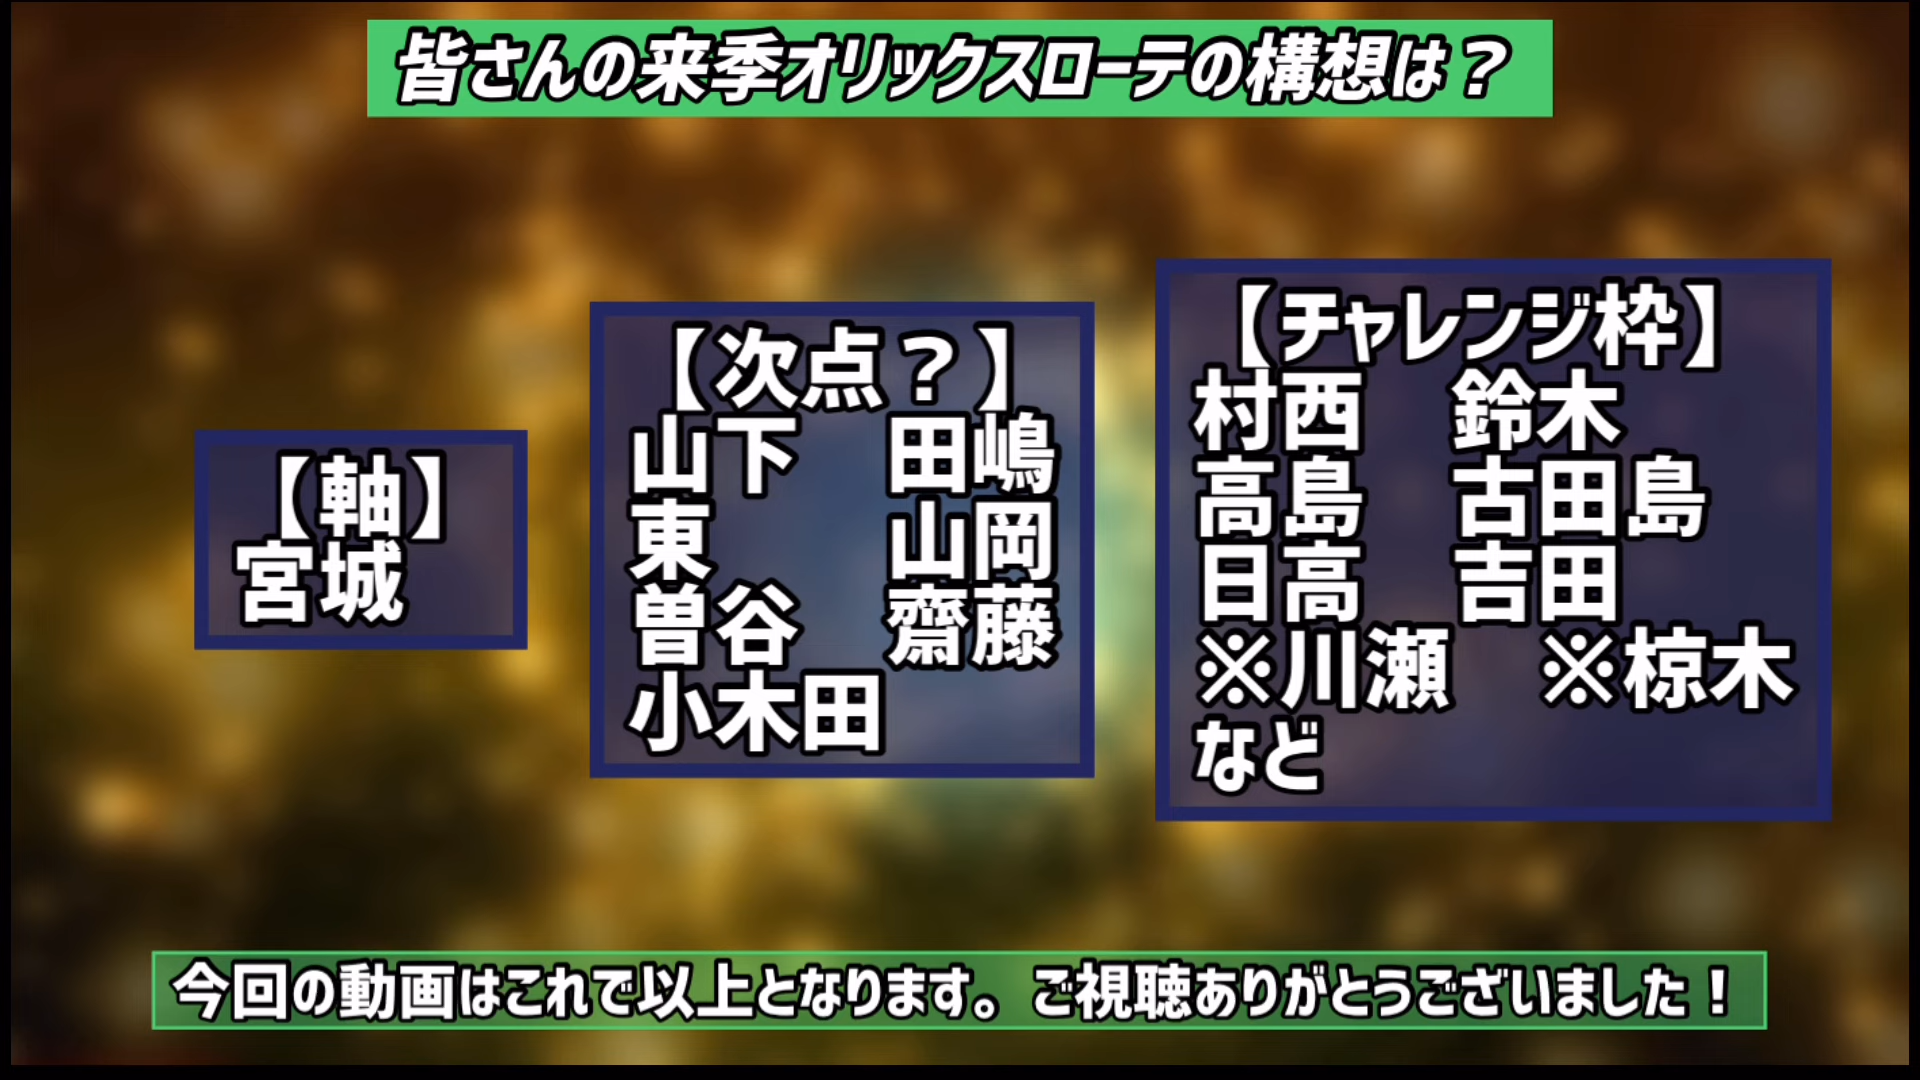 皆さんの来季オリックスローテの構想は？
【軸】
宮城
【次点？】
山下　田嶋
東　　山岡
曽谷　齋藤
小木田
【チャレンジ枠】
村西　鈴木
高島　古田島
日高　吉田
※川瀬　※椋木
など
今回の動画はこれで以上となります。ご視聴ありがとうございました！